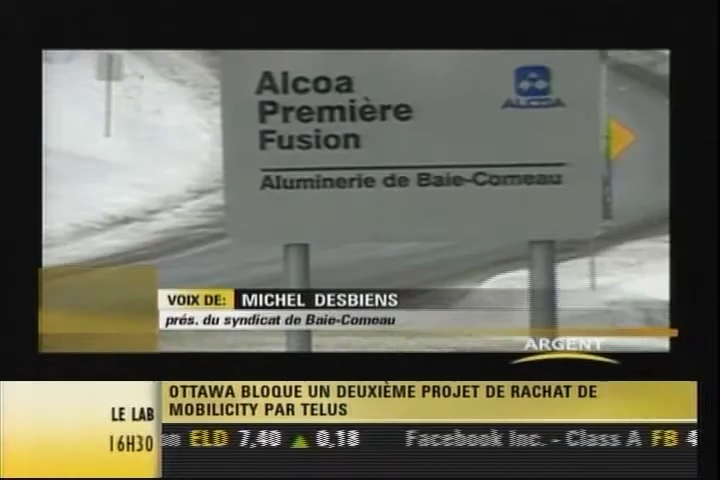 Alcoa
Première
Fusion
ALCOA
Aluminerie de Baie-Comeau
VOIX DE: MICHEL DESBIENS
prés. du syndicat de Baie-Comeau
ARGENT
LE LAB
16H30
OTTAWA BLOQUE UN DEUXIÈME PROJET DE RACHAT DE
MOBILICITY PAR TELUS
ELD 7,40 ▲ 0,18 Facebook Inc. - Class A FB